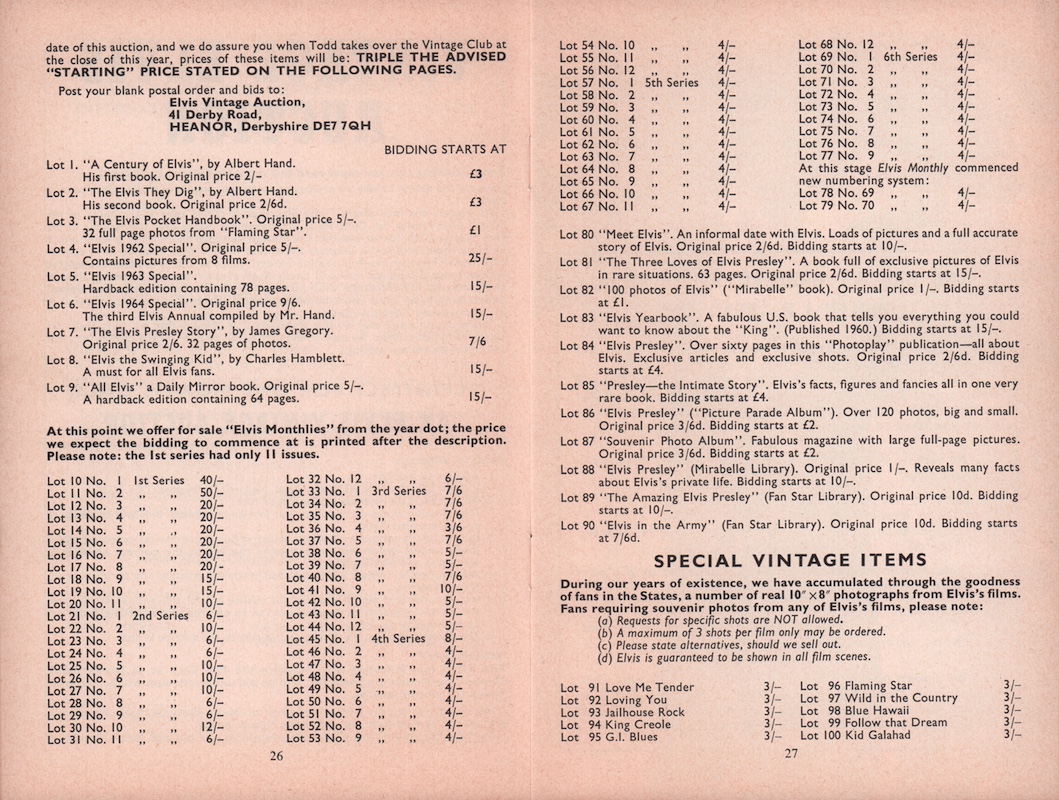 date of this auction, and we do assure you when Todd takes over the Vintage Club at
the close of this year, prices of these items will be: TRIPLE THE ADVISED
“STARTING” PRICE STATED ON THE FOLLOWING PAGES.
Post your blank postal order and bids to:
Elvis Vintage Auction,
41 Derby Road,
HEANOR, Derbyshire DE7 7QH
BIDDING STARTS AT
Lot 1. “A Century of Elvis”, by Albert Hand.
His first book. Original price 2/- £3
Lot 2. “The Elvis They Dig”, by Albert Hand.
His second book. Original price 2/6d. £3
Lot 3. “The Elvis Pocket Handbook”. Original price 5/-.
32 full page photos from “Flaming Star”. £1
Lot 4. “Elvis 1962 Special”. Original price 5/-.
Contains pictures from 8 films. 25/-
Lot 5. “Elvis 1963 Special”.
Hardback edition containing 78 pages. 15/-
Lot 6. “Elvis 1964 Special”. Original price 9/6.
The third Elvis Annual compiled by Mr. Hand. 15/-
Lot 7. “The Elvis Presley Story”, by James Gregory.
Original price 2/6. 32 pages of photos. 7/6
Lot 8. “Elvis the Swinging Kid”, by Charles Hamblett.
A must for all Elvis fans. 15/-
Lot 9. “All Elvis” a Daily Mirror book. Original price 5/-.
A hardback edition containing 64 pages. 15/-
At this point we offer for sale “Elvis Monthlies” from the year dot; the price
we expect the bidding to commence at is printed after the description.
Please note: the 1st series had only 11 issues.
Lot 10 No. 1 1st Series 40/-
Lot 11 No. 2 „ „ 50/-
Lot 12 No. 3 „ „ 20/-
Lot 13 No. 4 „ „ 20/-
Lot 14 No. 5 „ „ 20/-
Lot 15 No. 6 „ „ 20/-
Lot 16 No. 7 „ „ 20/-
Lot 17 No. 8 „ „ 20/-
Lot 18 No. 9 „ „ 15/-
Lot 19 No. 10 „ „ 15/-
Lot 20 No. 11 „ „ 10/-
Lot 21 No. 1 2nd Series 6/-
Lot 22 No. 2 „ „ 10/-
Lot 23 No. 3 „ „ 6/-
Lot 24 No. 4 „ „ 6/-
Lot 25 No. 5 „ „ 10/-
Lot 26 No. 6 „ „ 10/-
Lot 27 No. 7 „ „ 10/-
Lot 28 No. 8 „ „ 6/-
Lot 29 No. 9 „ „ 6/-
Lot 30 No. 10 „ „ 12/-
Lot 31 No. 11 „ „ 6/-
Lot 32 No. 12 „ „ 6/-
Lot 33 No. 1 3rd Series 7/6
Lot 34 No. 2 „ „ 7/6
Lot 35 No. 3 „ „ 7/6
Lot 36 No. 4 „ „ 3/6
Lot 37 No. 5 „ „ 7/6
Lot 38 No. 6 „ „ 5/-
Lot 39 No. 7 „ „ 5/-
Lot 40 No. 8 „ „ 7/6
Lot 41 No. 9 „ „ 10/-
Lot 42 No. 10 „ „ 5/-
Lot 43 No. 11 „ „ 5/-
Lot 44 No. 12 „ „ 5/-
Lot 45 No. 1 4th Series 8/-
Lot 46 No. 2 „ „ 4/-
Lot 47 No. 3 „ „ 4/-
Lot 48 No. 4 „ „ 4/-
Lot 49 No. 5 „ „ 4/-
Lot 50 No. 6 „ „ 4/-
Lot 51 No. 7 „ „ 4/-
Lot 52 No. 8 „ „ 4/-
Lot 53 No. 9 „ „ 4/-
26
Lot 54 No. 10 „ „ 4/-
Lot 55 No. 11 „ „ 4/-
Lot 56 No. 12 „ „ 4/-
Lot 57 No. 1 5th Series 4/-
Lot 58 No. 2 „ „ 4/-
Lot 59 No. 3 „ „ 4/-
Lot 60 No. 4 „ „ 4/-
Lot 61 No. 5 „ „ 4/-
Lot 62 No. 6 „ „ 4/-
Lot 63 No. 7 „ „ 4/-
Lot 64 No. 8 „ „ 4/-
Lot 65 No. 9 „ „ 4/-
Lot 66 No. 10 „ „ 4/-
Lot 67 No. 11 „ „ 4/-
Lot 68 No. 12 „ „ 4/-
Lot 69 No. 1 6th Series 4/-
Lot 70 No. 2 „ „ 4/-
Lot 71 No. 3 „ „ 4/-
Lot 72 No. 4 „ „ 4/-
Lot 73 No. 5 „ „ 4/-
Lot 74 No. 6 „ „ 4/-
Lot 75 No. 7 „ „ 4/-
Lot 76 No. 8 „ „ 4/-
Lot 77 No. 9 „ „ 4/-
At this stage Elvis Monthly commenced
new numbering system:
Lot 78 No. 69 „ „ 4/-
Lot 79 No. 70 „ „ 4/-
Lot 80 “Meet Elvis”. An informal date with Elvis. Loads of pictures and a full accurate
story of Elvis. Original price 2/6d. Bidding starts at 10/-.
Lot 81 “The Three Loves of Elvis Presley”. A book full of exclusive pictures of Elvis
in rare situations. 63 pages. Original price 2/6d. Bidding starts at 15/-.
Lot 82 “100 photos of Elvis” (“Mirabelle” book). Original price 1/-. Bidding starts
at £1.
Lot 83 “Elvis Yearbook”. A fabulous U.S. book that tells you everything you could
want to know about the “King”. (Published 1960.) Bidding starts at 15/-.
Lot 84 “Elvis Presley”. Over sixty pages in this “Photoplay” publication—all about
Elvis. Exclusive articles and exclusive shots. Original price 2/6d. Bidding
starts at £4.
Lot 85 “Presley—the Intimate Story”. Elvis's facts, figures and fancies all in one very
rare book. Bidding starts at £4.
Lot 86 “Elvis Presley” (“Picture Parade Album”). Over 120 photos, big and small.
Original price 3/6d. Bidding starts at £2.
Lot 87 “Souvenir Photo Album”. Fabulous magazine with large full-page pictures.
Original price 3/6d. Bidding starts at £2.
Lot 88 “Elvis Presley” (Mirabelle Library). Original price 1/-. Reveals many facts
about Elvis's private life. Bidding starts at 10/-.
Lot 89 “The Amazing Elvis Presley” (Fan Star Library). Original price 10d. Bidding
starts at 10/-.
Lot 90 “Elvis in the Army” (Fan Star Library). Original price 10d. Bidding starts
at 7/6d.
SPECIAL VINTAGE ITEMS
During our years of existence, we have accumulated through the goodness
of fans in the States, a number of real 10″×8″ photographs from Elvis's films.
Fans requiring souvenir photos from any of Elvis's films, please note:
(a) Requests for specific shots are NOT allowed.
(b) A maximum of 3 shots per film only may be ordered.
(c) Please state alternatives, should we sell out.
(d) Elvis is guaranteed to be shown in all film scenes.
Lot 91 Love Me Tender 3/-
Lot 92 Loving You 3/-
Lot 93 Jailhouse Rock 3/-
Lot 94 King Creole 3/-
Lot 95 G.I. Blues 3/-
Lot 96 Flaming Star 3/-
Lot 97 Wild in the Country 3/-
Lot 98 Blue Hawaii 3/-
Lot 99 Follow that Dream 3/-
Lot 100 Kid Galahad 3/-
27